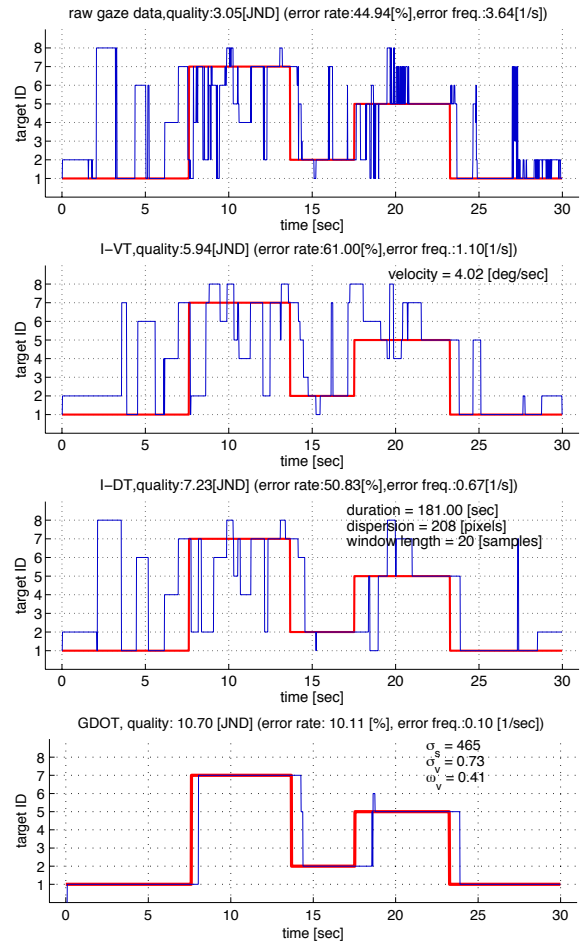 raw gaze data,quality:3.05[JND] (error rate:44.94[%],error freq.:3.64[1/s])
target ID
8
7
6
5
4
3
2
1
0 5 10 15 20 25 30
time [sec]
I−VT,quality:5.94[JND] (error rate:61.00[%],error freq.:1.10[1/s])
velocity = 4.02 [deg/sec]
target ID
8
7
6
5
4
3
2
1
0 5 10 15 20 25 30
time [sec]
I−DT,quality:7.23[JND] (error rate:50.83[%],error freq.:0.67[1/s])
duration = 181.00 [sec]
dispersion = 208 [pixels]
window length = 20 [samples]
target ID
8
7
6
5
4
3
2
1
0 5 10 15 20 25 30
time [sec]
GDOT, quality: 10.70 [JND] (error rate: 10.11 [%], error freq.:0.10 [1/sec])
σs = 465
σv = 0.73
ωv = 0.41
target ID
8
7
6
5
4
3
2
1
0 5 10 15 20 25 30
time [sec]